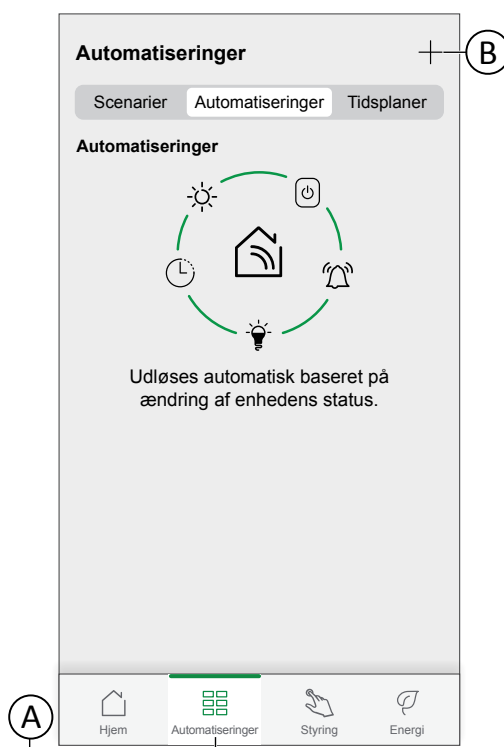 Automatiseringer
B
Scenarier Automatiseringer Tidsplaner
Automatiseringer
Udløses automatisk baseret på
ændring af enhedens status.
A
Hjem Automatiseringer Styring Energi